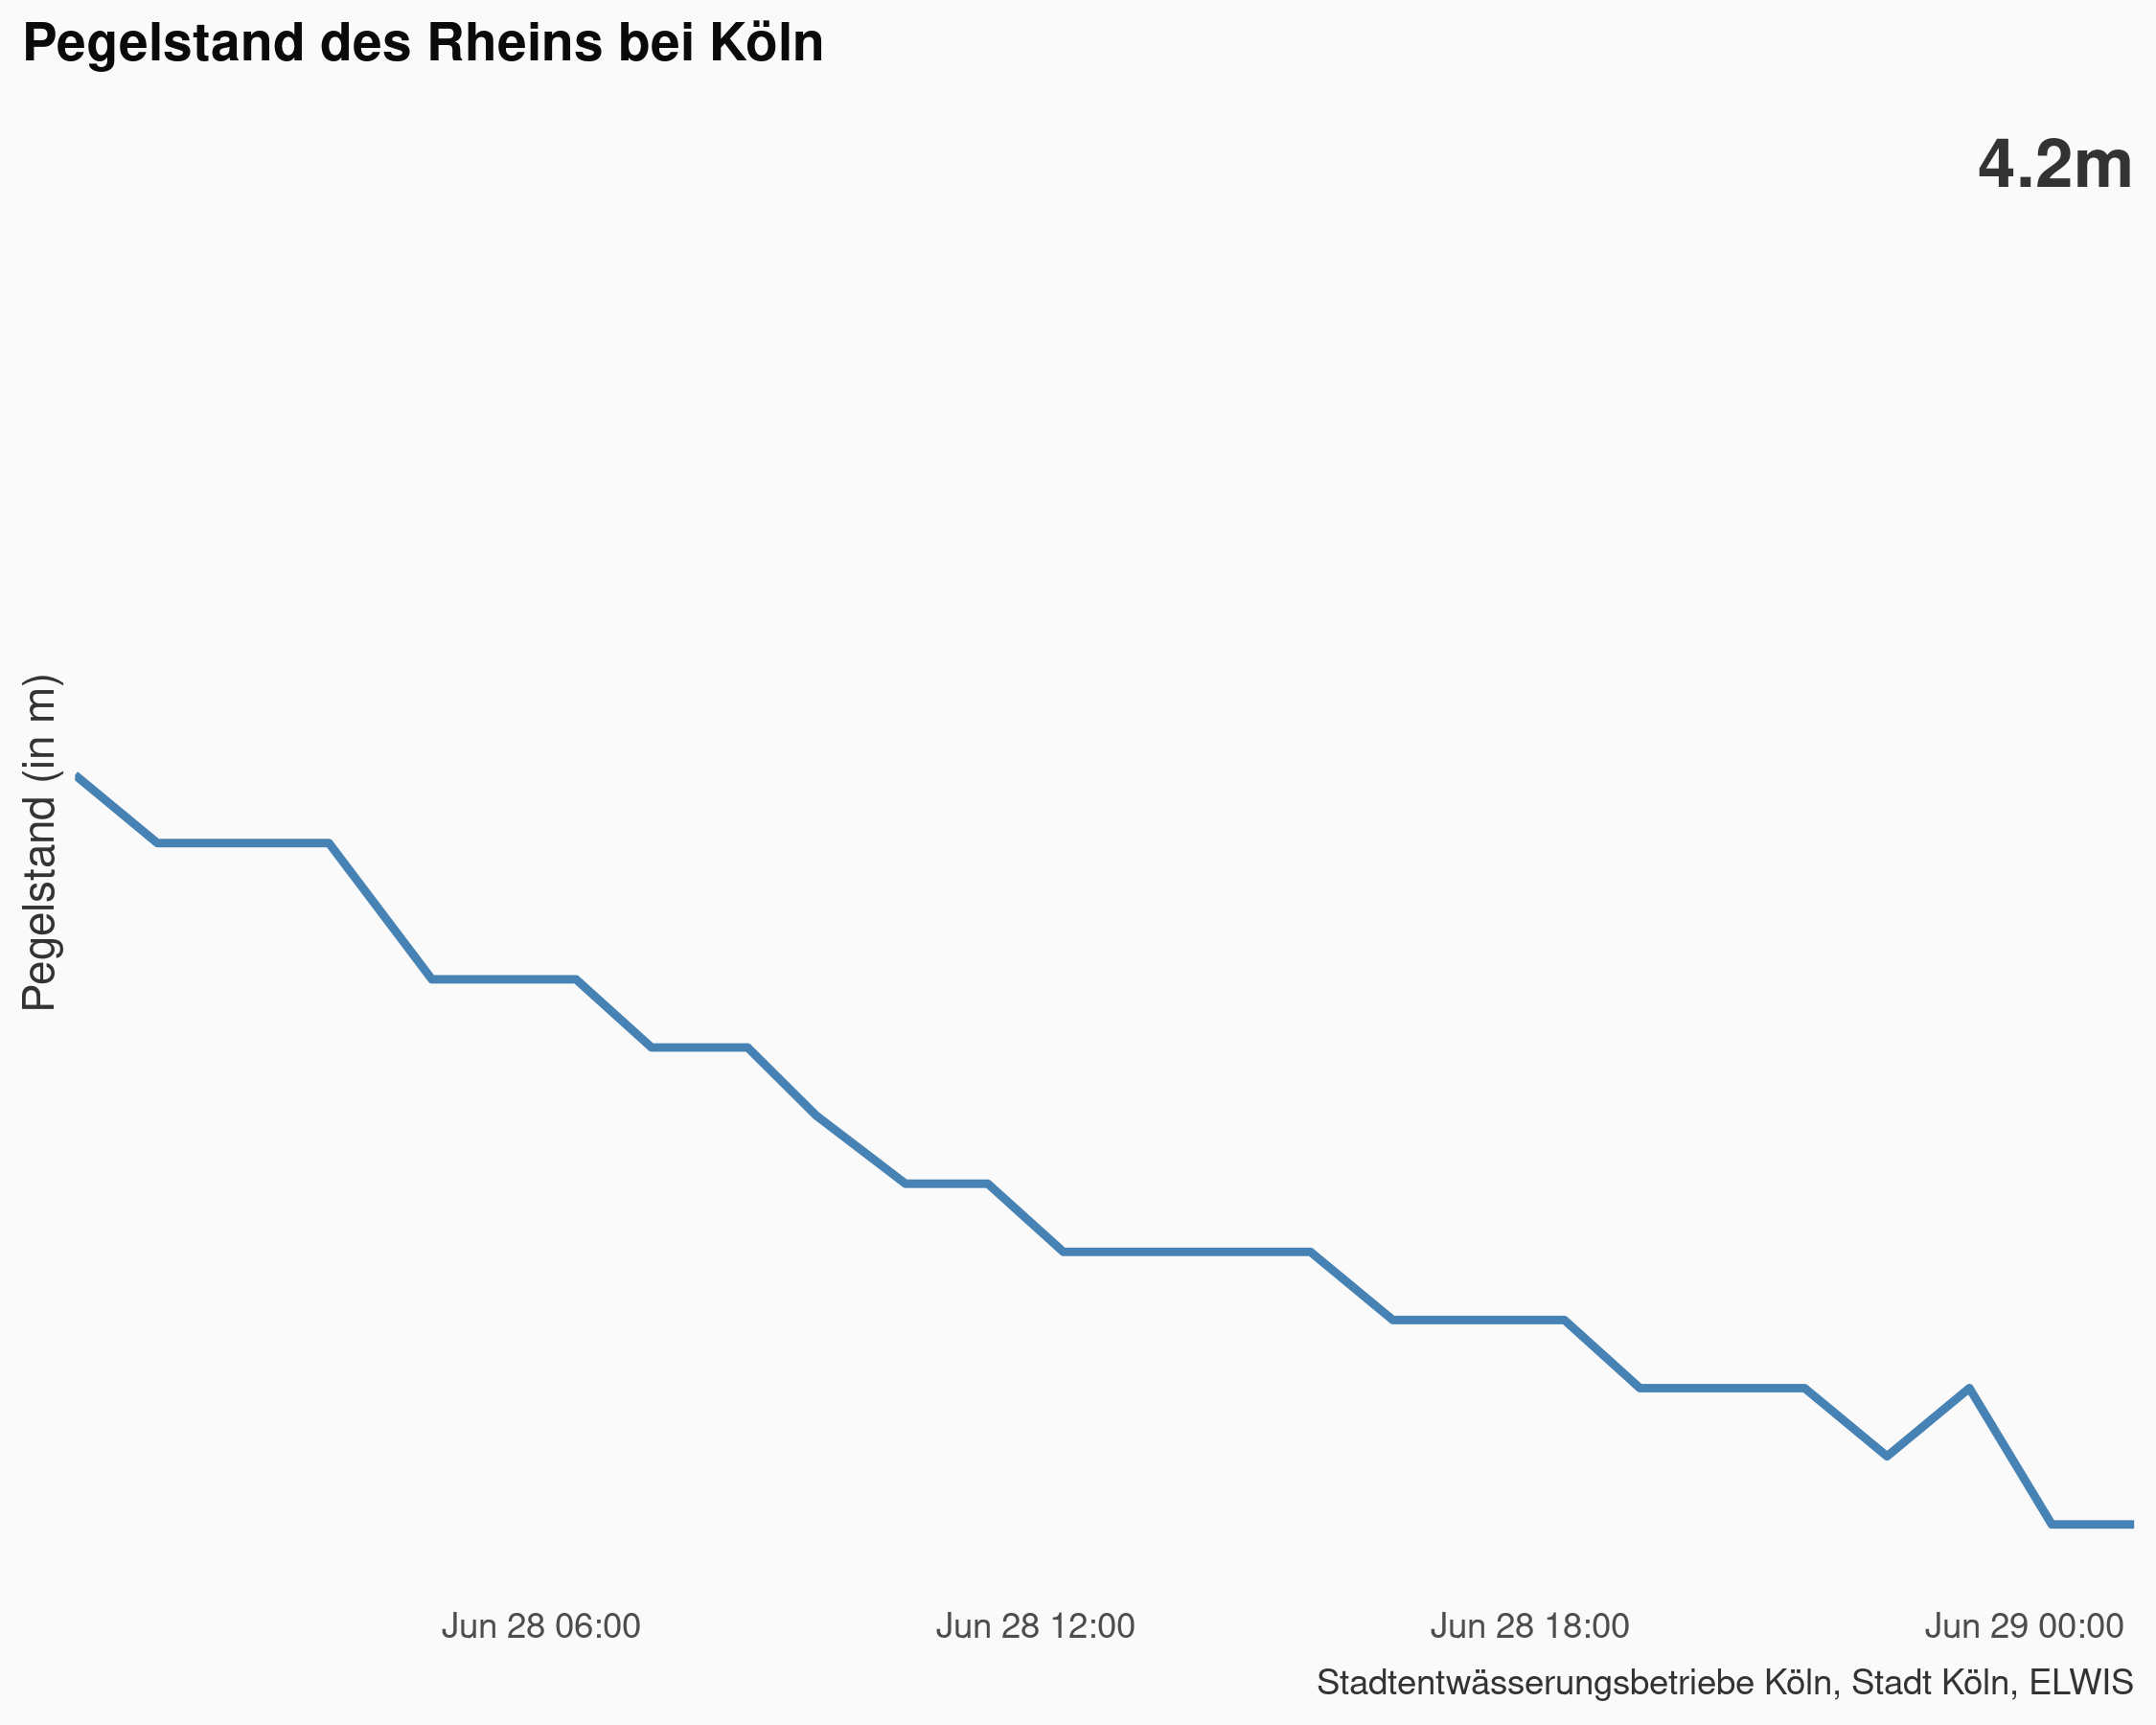 Pegelstand des Rheins bei Köln
4.2m
Pegelstand (in m)
Jun 28 06:00
Jun 28 12:00
Jun 28 18:00
Jun 29 00:00
Stadtentwässerungsbetriebe Köln, Stadt Köln, ELWIS